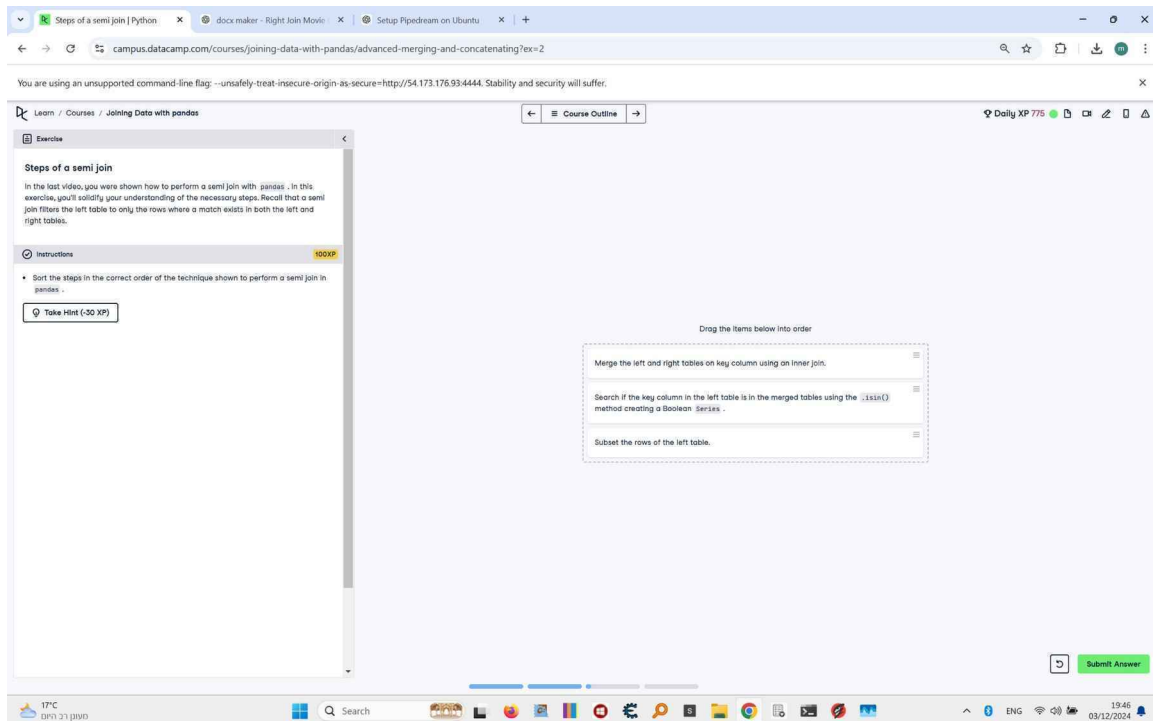 Steps of a semi join | Python
docx maker - Right Join Movie
Setup Pipedream on Ubuntu
campus.datacamp.com/courses/joining-data-with-pandas/advanced-merging-and-concatenating?ex=2
m
You are using an unsupported command-line flag: --unsafely-treat-insecure-origin-as-secure=http://54.173.176.93:4444. Stability and security will suffer.
Learn / Courses / Joining Data with pandas
Course Outline
Daily XP 775
Exercise
Steps of a semi join
In the last video, you were shown how to perform a semi join with pandas . In this
exercise, you'll solidify your understanding of the necessary steps. Recall that a semi
join filters the left table to only the rows where a match exists in both the left and
right tables.
Instructions
100XP
Sort the steps in the correct order of the technique shown to perform a semi join in
pandas .
Take Hint (-30 XP)
Drag the items below into order
Merge the left and right tables on key column using an inner join.
Search if the key column in the left table is in the merged tables using the .isin()
method creating a Boolean Series .
Subset the rows of the left table.
Submit Answer
17°C
מעונן רב היום
Search
ENG
19:46
03/12/2024